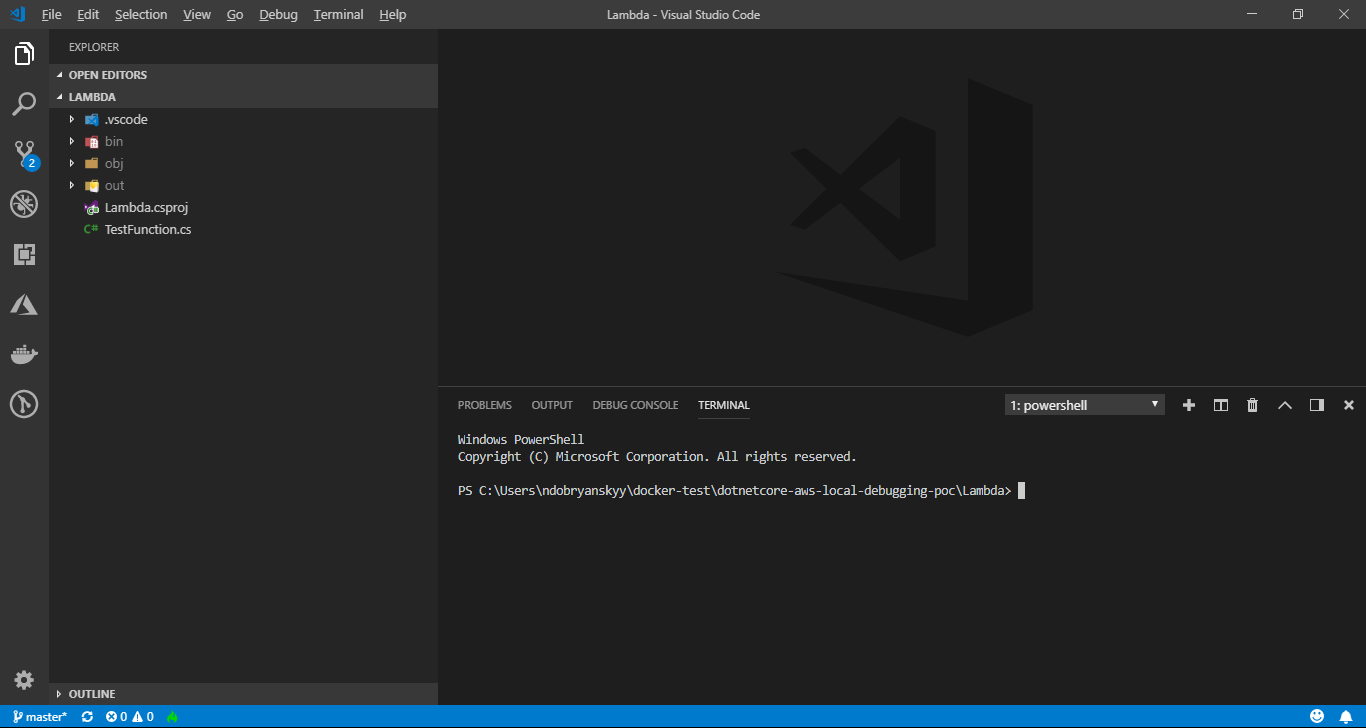 File Edit Selection View Go Debug Terminal Help
Lambda - Visual Studio Code
EXPLORER
OPEN EDITORS
LAMBDA
.vscode
bin
obj
out
Lambda.csproj
C# TestFunction.cs
2
OUTLINE
PROBLEMS OUTPUT DEBUG CONSOLE TERMINAL
1: powershell
Windows PowerShell
Copyright (C) Microsoft Corporation. All rights reserved.
PS C:\Users\ndobryanskyy\docker-test\dotnetcore-aws-local-debugging-poc\Lambda>
master* 0 0